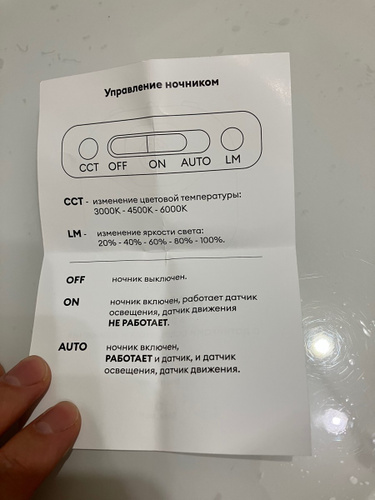 Управление ночником
CCT OFF ON AUTO LM
CCT - изменение цветовой температуры:
3000K - 4500K - 6000K
LM - изменение яркости света:
20% - 40% - 60% - 80% - 100%.
OFF ночник выключен.
ON ночник включен, работает датчик
освещения, датчик движения
НЕ РАБОТАЕТ.
AUTO ночник включен,
РАБОТАЕТ и датчик, и датчик
освещения, датчик движения.